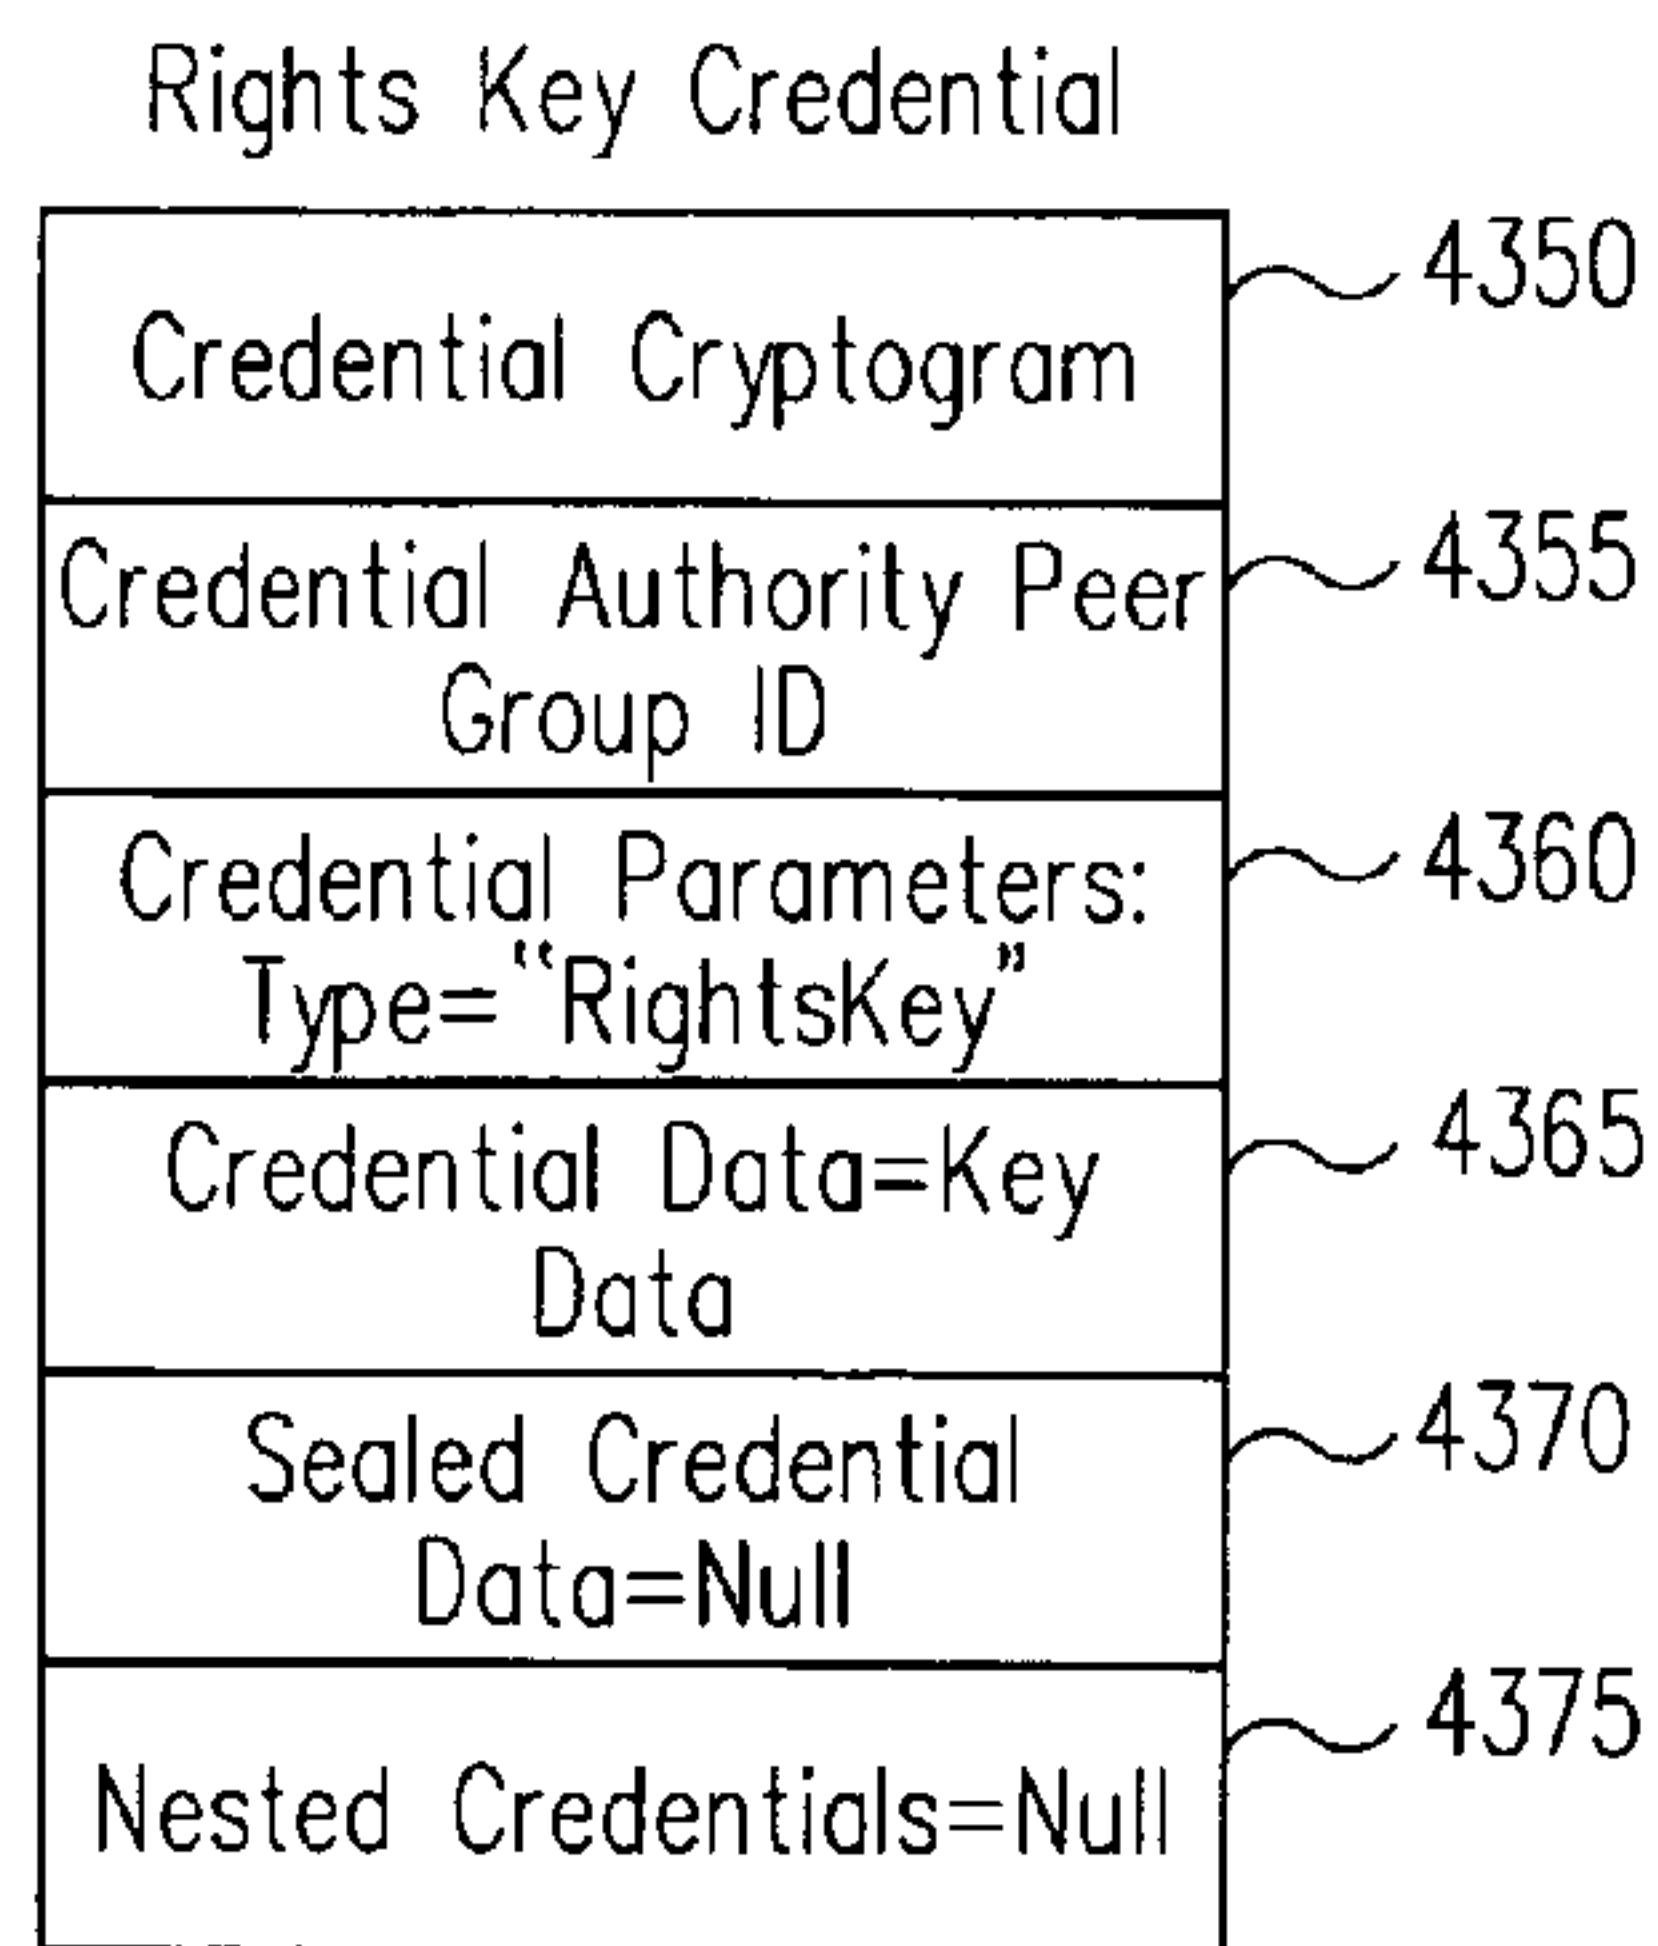 Rights Key Credential
Credential Cryptogram
4350
Credential Authority Peer
Group ID
4355
Credential Parameters:
Type="RightsKey"
4360
Credential Data=Key
Data
4365
Sealed Credential
Data=Null
4370
Nested Credentials=Null
4375